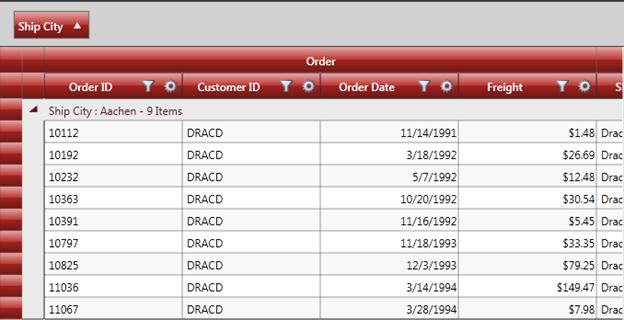 Ship City
Order
Order ID Customer ID Order Date Freight S
Ship City : Aachen - 9 Items
10112 DRACD 11/14/1991 $1.48 Drac
10192 DRACD 3/18/1992 $26.69 Drac
10232 DRACD 5/7/1992 $12.48 Drac
10363 DRACD 10/20/1992 $30.54 Drac
10391 DRACD 11/16/1992 $5.45 Drac
10797 DRACD 11/18/1993 $33.35 Drac
10825 DRACD 12/3/1993 $79.25 Drac
11036 DRACD 3/14/1994 $149.47 Drac
11067 DRACD 3/28/1994 $7.98 Drac